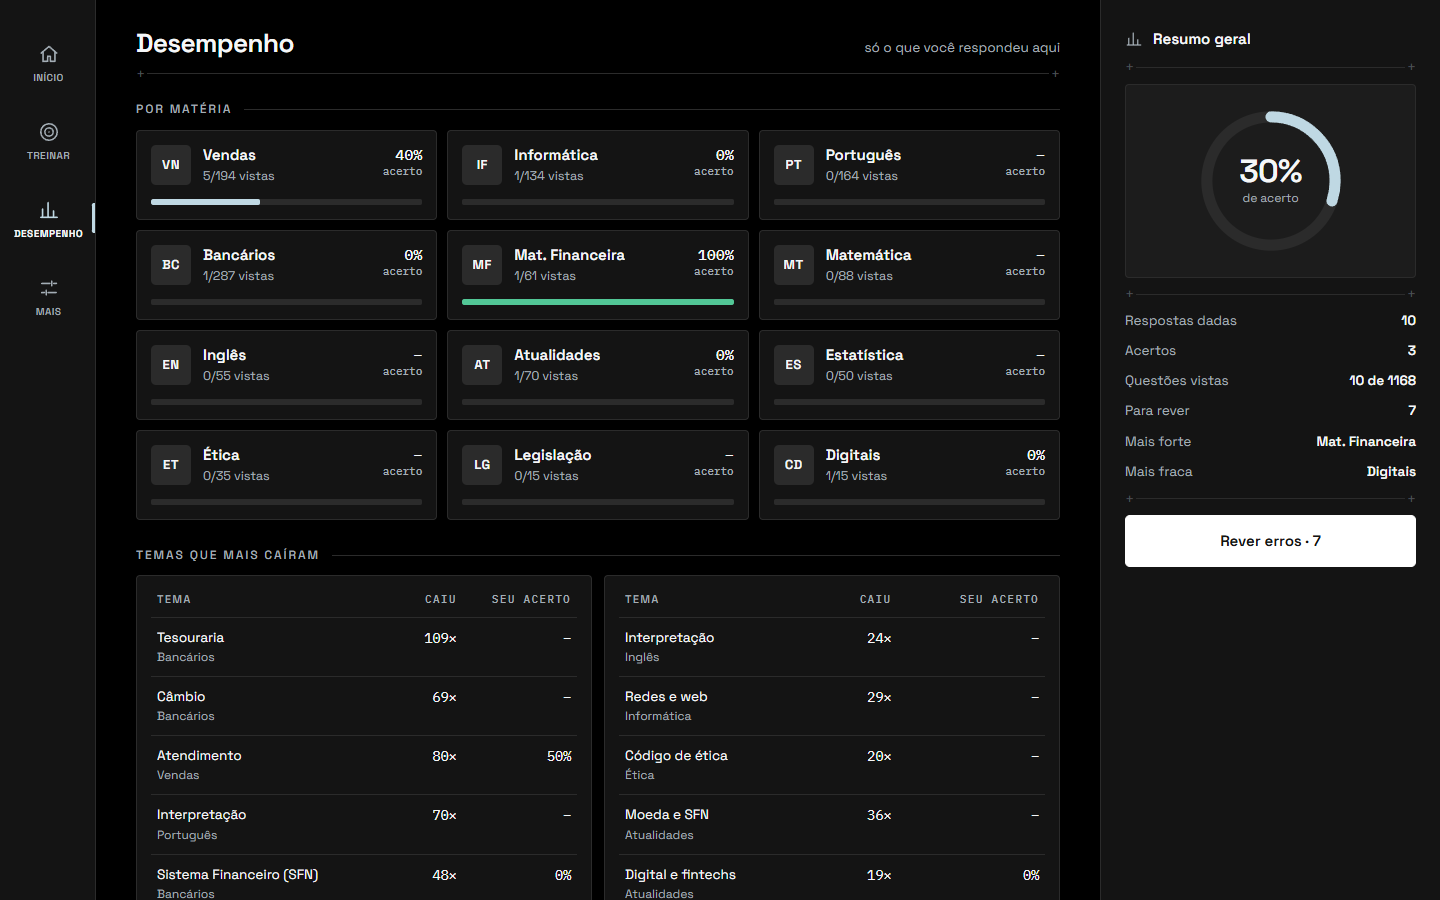 INÍCIO
TREINAR
DESEMPENHO
MAIS
Desempenho
só o que você respondeu aqui
POR MATÉRIA
VN
Vendas
5/194 vistas
40%
acerto
IF
Informática
1/134 vistas
0%
acerto
PT
Português
0/164 vistas
–
acerto
BC
Bancários
1/287 vistas
0%
acerto
MF
Mat. Financeira
1/61 vistas
100%
acerto
MT
Matemática
0/88 vistas
–
acerto
EN
Inglês
0/55 vistas
–
acerto
AT
Atualidades
1/70 vistas
0%
acerto
ES
Estatística
0/50 vistas
–
acerto
ET
Ética
0/35 vistas
–
acerto
LG
Legislação
0/15 vistas
–
acerto
CD
Digitais
1/15 vistas
0%
acerto
TEMAS QUE MAIS CAÍRAM
TEMA CAIU SEU ACERTO
Tesouraria 109× –
Bancários
Câmbio 69× –
Bancários
Atendimento 80× 50%
Vendas
Interpretação 70× –
Português
Sistema Financeiro (SFN) 48× 0%
Bancários
TEMA CAIU SEU ACERTO
Interpretação 24× –
Inglês
Redes e web 29× –
Informática
Código de ética 20× –
Ética
Moeda e SFN 36× –
Atualidades
Digital e fintechs 19× 0%
Atualidades
Resumo geral
30%
de acerto
Respostas dadas 10
Acertos 3
Questões vistas 10 de 1168
Para rever 7
Mais forte Mat. Financeira
Mais fraca Digitais
Rever erros · 7